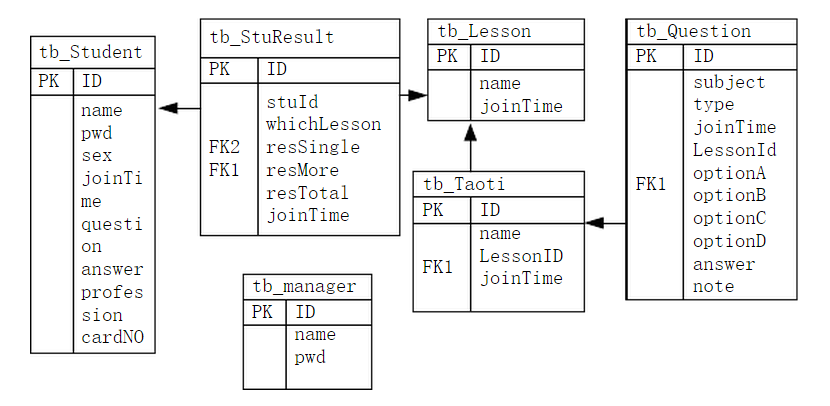 tb_Student
PK ID
name
pwd
sex
joinTi
me
questi
on
answer
profes
sion
cardNO
tb_StuResult
PK ID
stuId
whichLesson
FK2 resSingle
FK1 resMore
resTotal
joinTime
tb_Lesson
PK ID
name
joinTime
tb_Taoti
PK ID
name
LessonID
FK1
joinTime
tb_Question
PK ID
subject
type
joinTime
LessonId
optionA
FK1
optionB
optionC
optionD
answer
note
tb_manager
PK ID
name
pwd